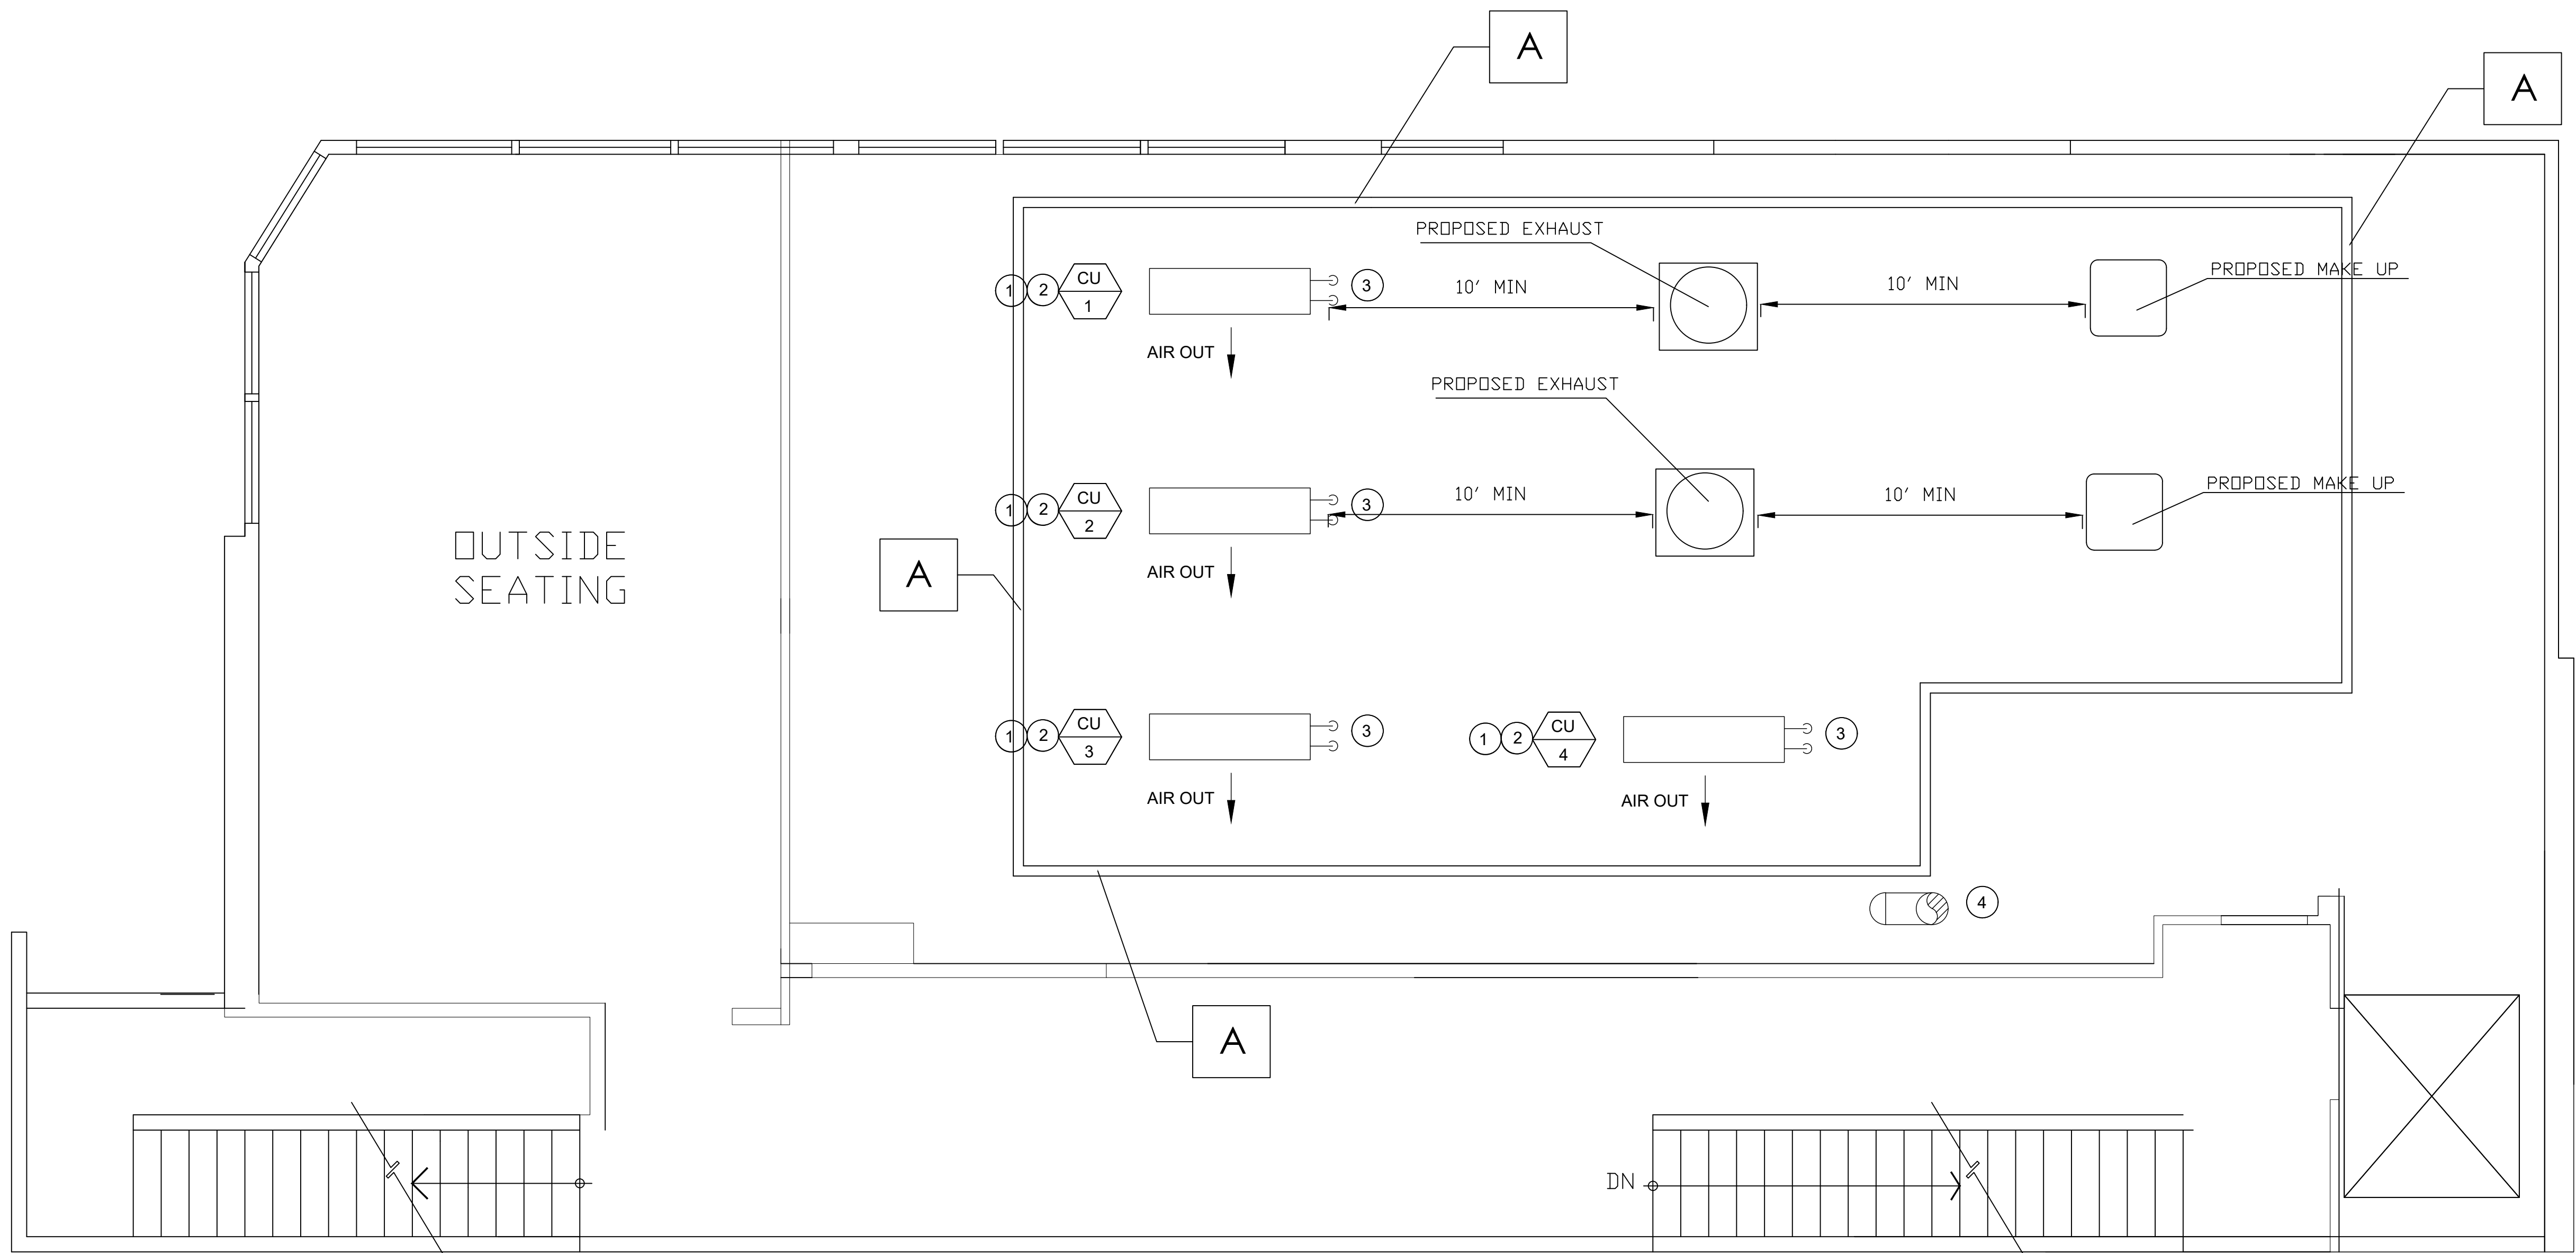 A
A
PROPOSED EXHAUST
1 2 CU 1
3
10' MIN
10' MIN
PROPOSED MAKE UP
AIR OUT
PROPOSED EXHAUST
1 2 CU 2
3
10' MIN
10' MIN
PROPOSED MAKE UP
OUTSIDE
SEATING
A
AIR OUT
1 2 CU 3
3
1 2 CU 4
3
AIR OUT
AIR OUT
4
A
DN